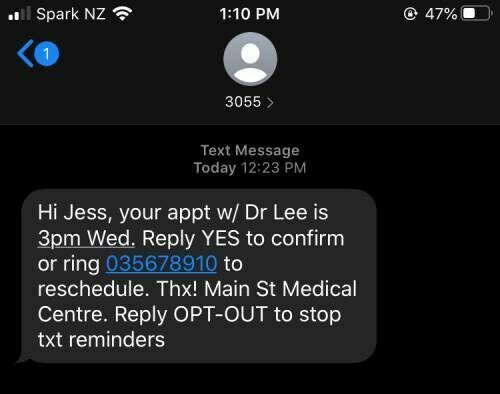 Spark NZ 1:10 PM 47%
1
3055 >
Text Message
Today 12:23 PM
Hi Jess, your appt w/ Dr Lee is
3pm Wed. Reply YES to confirm
or ring 035678910 to
reschedule. Thx! Main St Medical
Centre. Reply OPT-OUT to stop
txt reminders